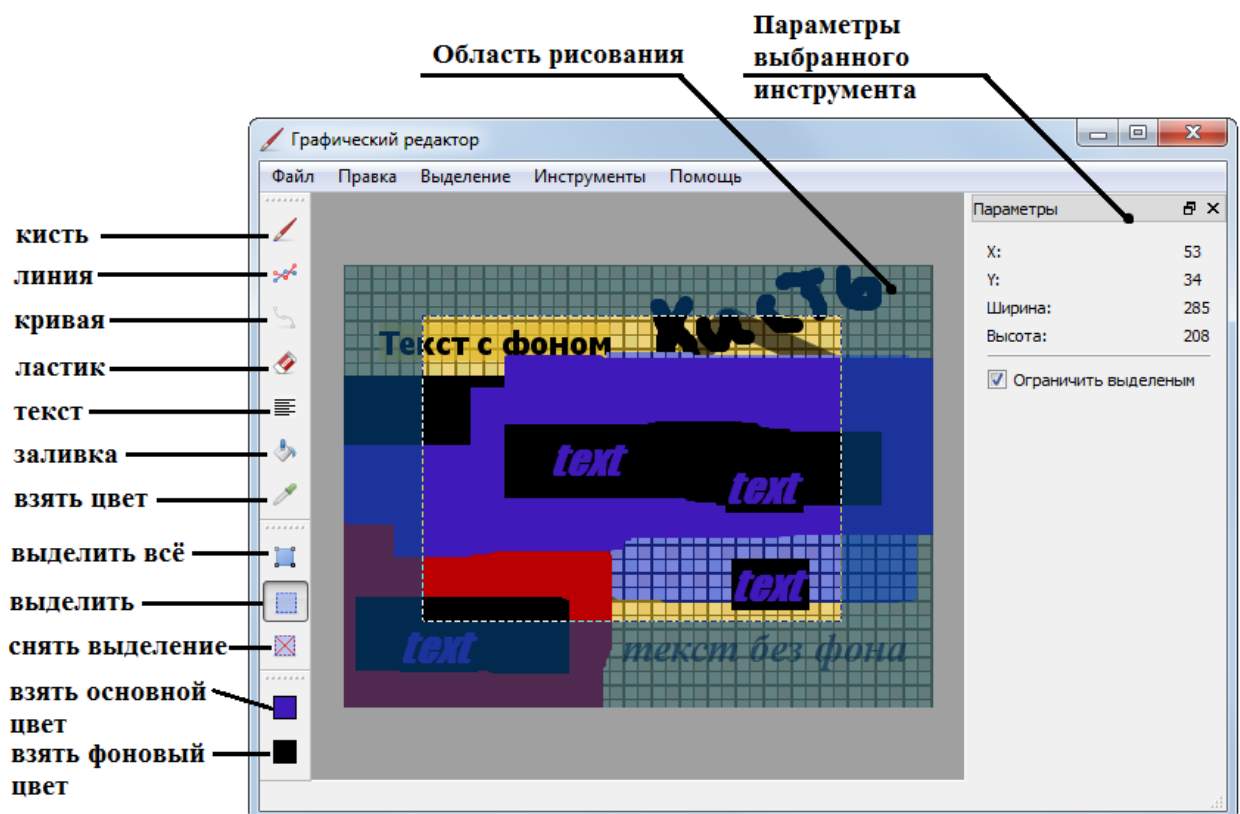 Параметры
выбранного
инструмента
Область рисования
Графический редактор
Файл Правка Выделение Инструменты Помощь
Параметры
X: 53
Y: 34
Ширина: 285
Высота: 208
Ограничить выделеным
кисть
линия
кривая
ластик
текст
заливка
взять цвет
выделить всё
выделить
снять выделение
взять основной
цвет
взять фоновый
цвет
Кисть
Текст с фоном
text
text
text
text
текст без фона